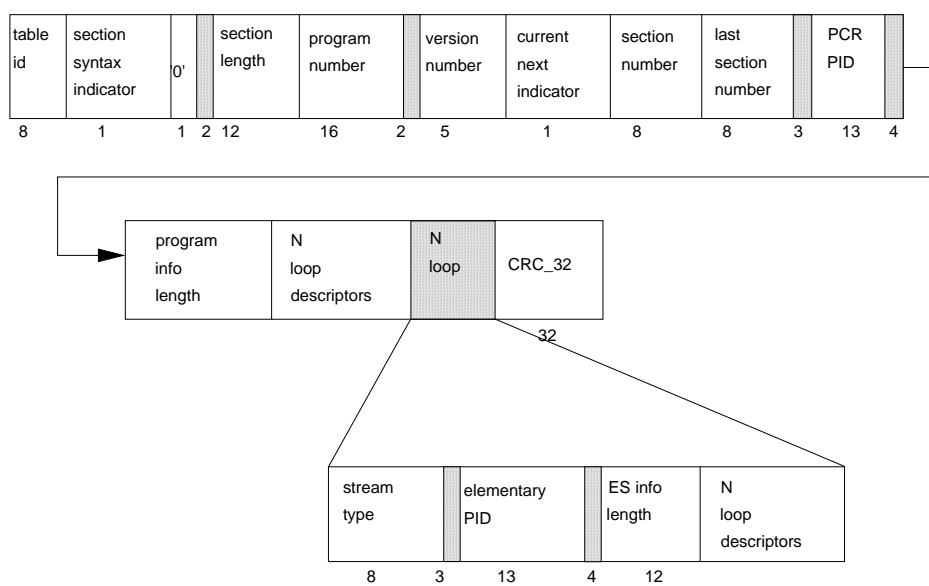 table
id
section
syntax
indicator
'0'
section
length
program
number
version
number
current
next
indicator
section
number
last
section
number
PCR
PID
8 1 1 2 12 16 2 5 1 8 8 3 13 4
program
info
length
N
loop
descriptors
N
loop
CRC_32
32
stream
type
elementary
PID
ES info
length
N
loop
descriptors
8 3 13 4 12